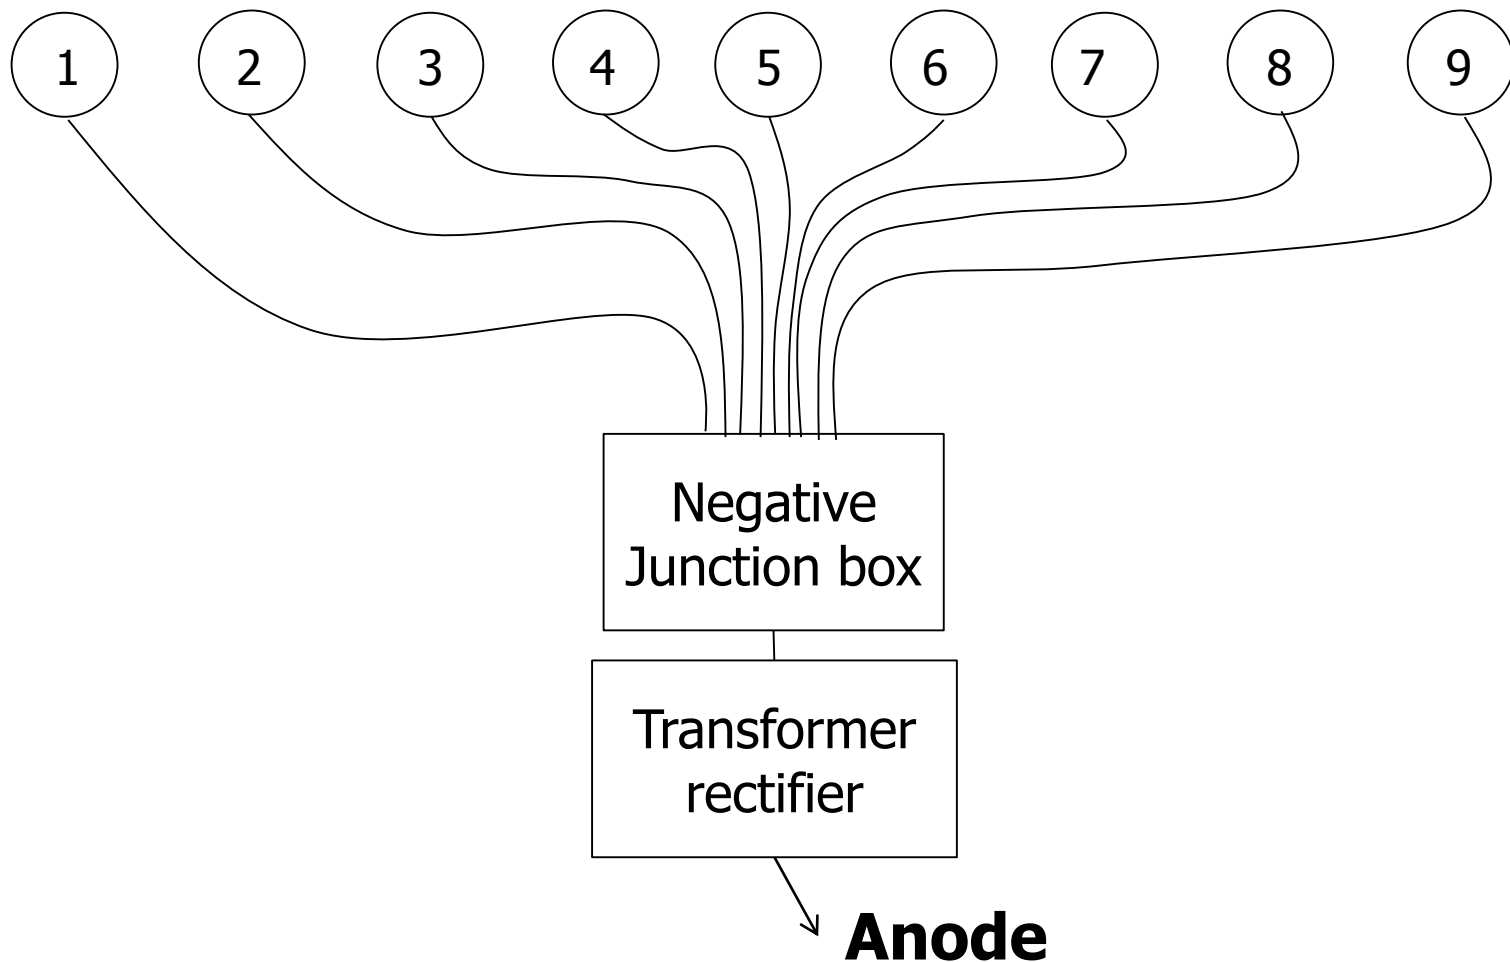 1 2 3 4 5 6 7 8 9
Negative
Junction box
Transformer
rectifier
Anode